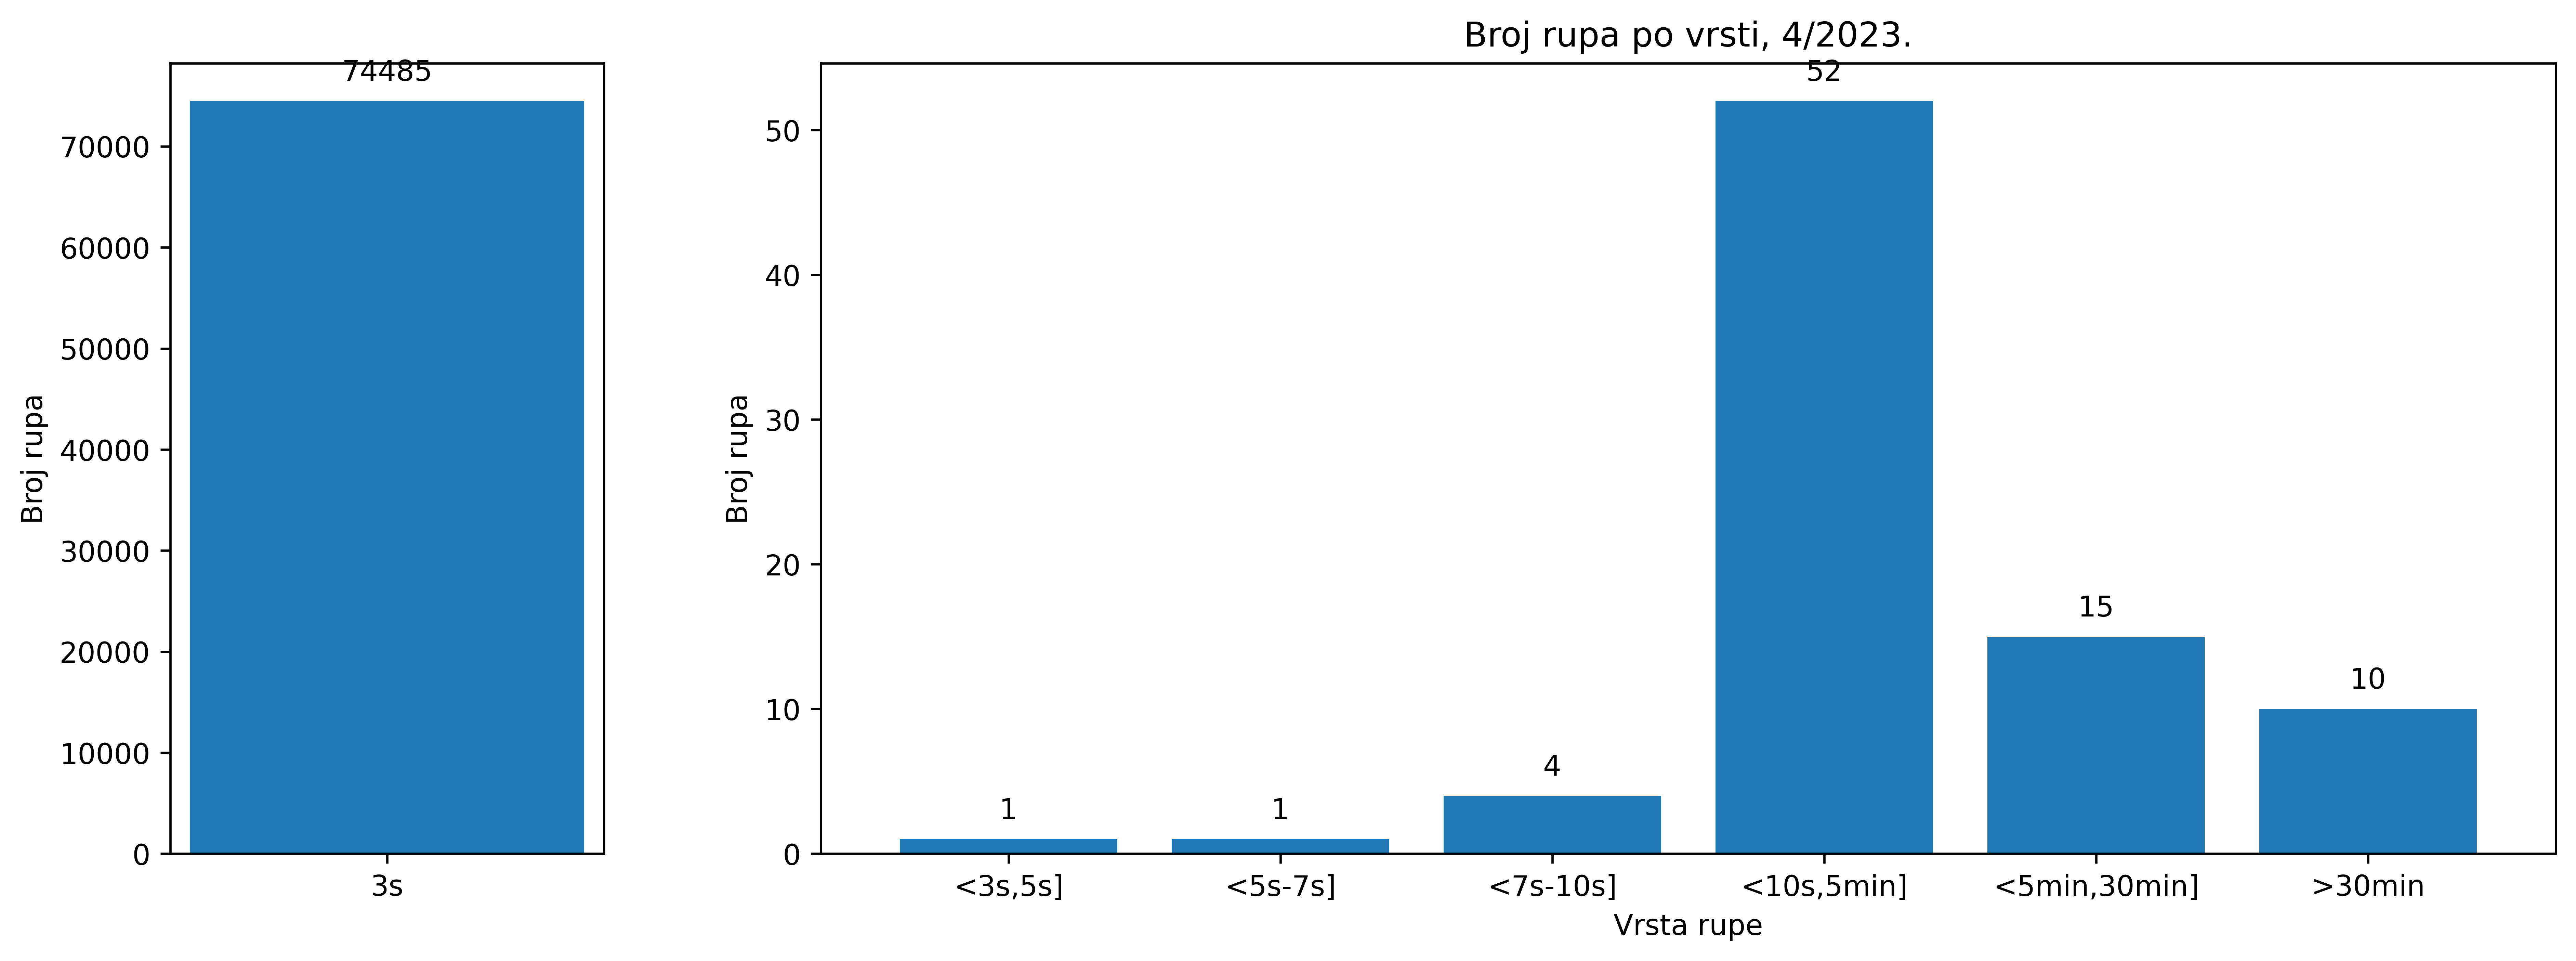 74485
70000
60000
50000
40000
30000
20000
10000
0
Broj rupa
3s
Broj rupa po vrsti, 4/2023.
52
50
40
30
20
10
0
Broj rupa
1
1
4
15
10
<3s,5s]
<5s-7s]
<7s-10s]
<10s,5min]
<5min,30min]
>30min
Vrsta rupe